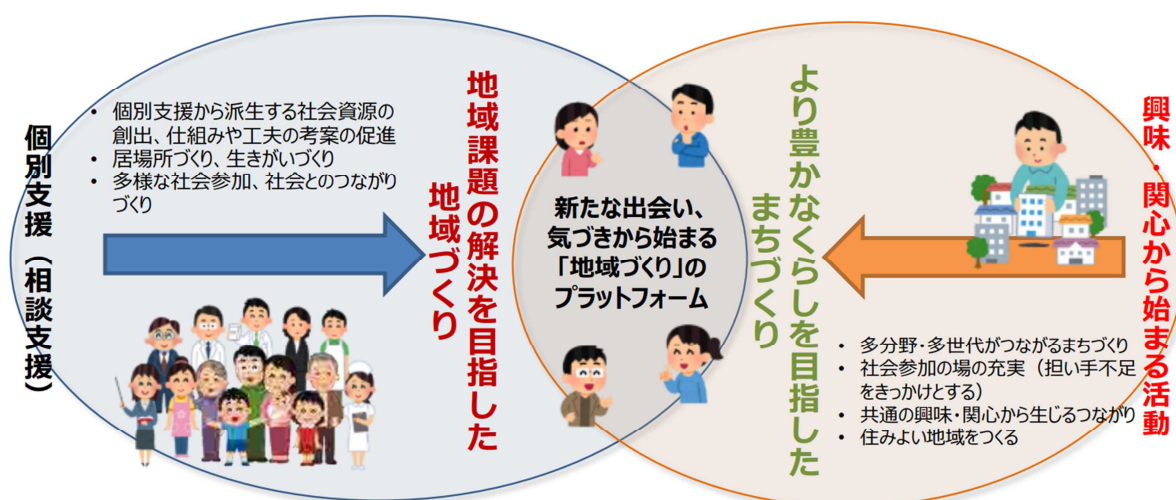 個別支援（相談支援）
• 個別支援から派生する社会資源の
創出、仕組みや工夫の考案の促進
• 居場所づくり、生きがいづくり
• 多様な社会参加、社会とのつながり
づくり
地域課題の解決を目指した
地域づくり
新たな出会い、
気づきから始まる
「地域づくり」の
プラットフォーム
より豊かなくらしを目指した
まちづくり
興味・関心から始まる活動
• 多分野・多世代がつながるまちづくり
• 社会参加の場の充実（担い手不足
をきっかけとする）
• 共通の興味・関心から生じるつながり
• 住みよい地域をつくる